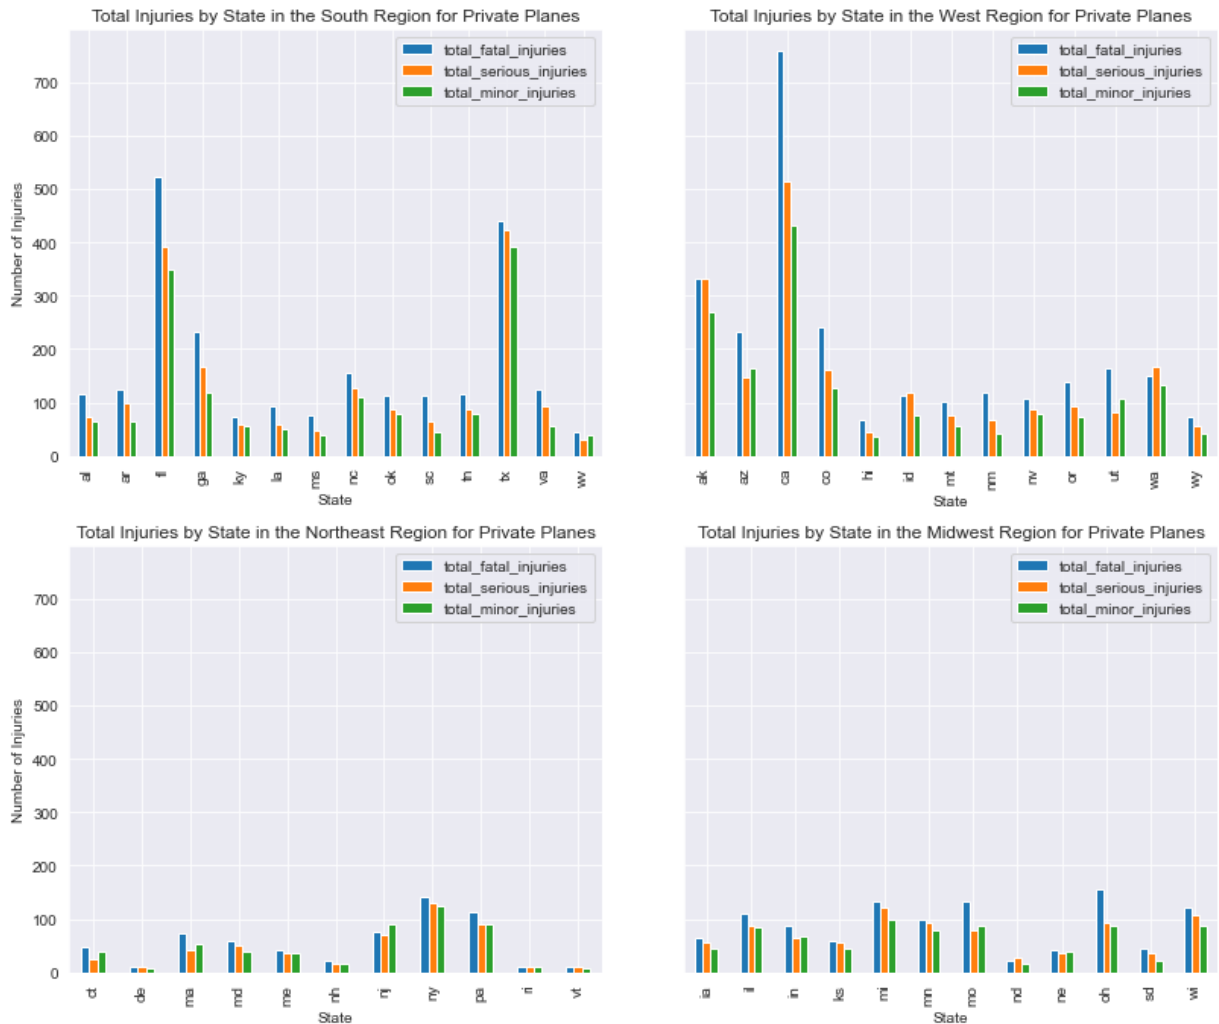 Total Injuries by State in the South Region for Private Planes
total_fatal_injuries
total_serious_injuries
total_minor_injuries
Number of Injuries
700
600
500
400
300
200
100
0
al ar fl ga ky la ms nc ok sc tn tx va wv
State
Total Injuries by State in the West Region for Private Planes
total_fatal_injuries
total_serious_injuries
total_minor_injuries
ak az ca co hi id mt nm nv or ut wa wy
State
Total Injuries by State in the Northeast Region for Private Planes
total_fatal_injuries
total_serious_injuries
total_minor_injuries
Number of Injuries
700
600
500
400
300
200
100
0
ct de ma md me nh nj ny pa ri vt
State
Total Injuries by State in the Midwest Region for Private Planes
total_fatal_injuries
total_serious_injuries
total_minor_injuries
ia il in ks mi mn mo nd ne oh sd wi
State